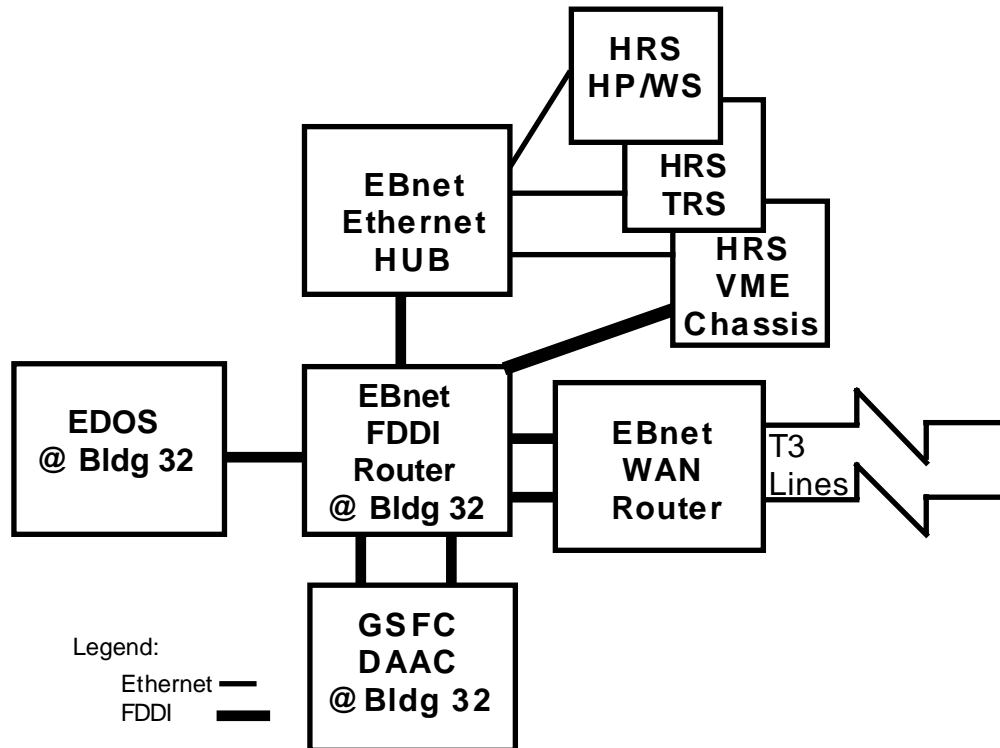 HRS
HP/WS
HRS
TRS
HRS
VME
Chassis
EBnet
Ethernet
HUB
EDOS
@ Bldg 32
EBnet
FDDI
Router
@ Bldg 32
EBnet
WAN
Router
T3
Lines
GSFC
DAAC
@ Bldg 32
Legend:
Ethernet
FDDI